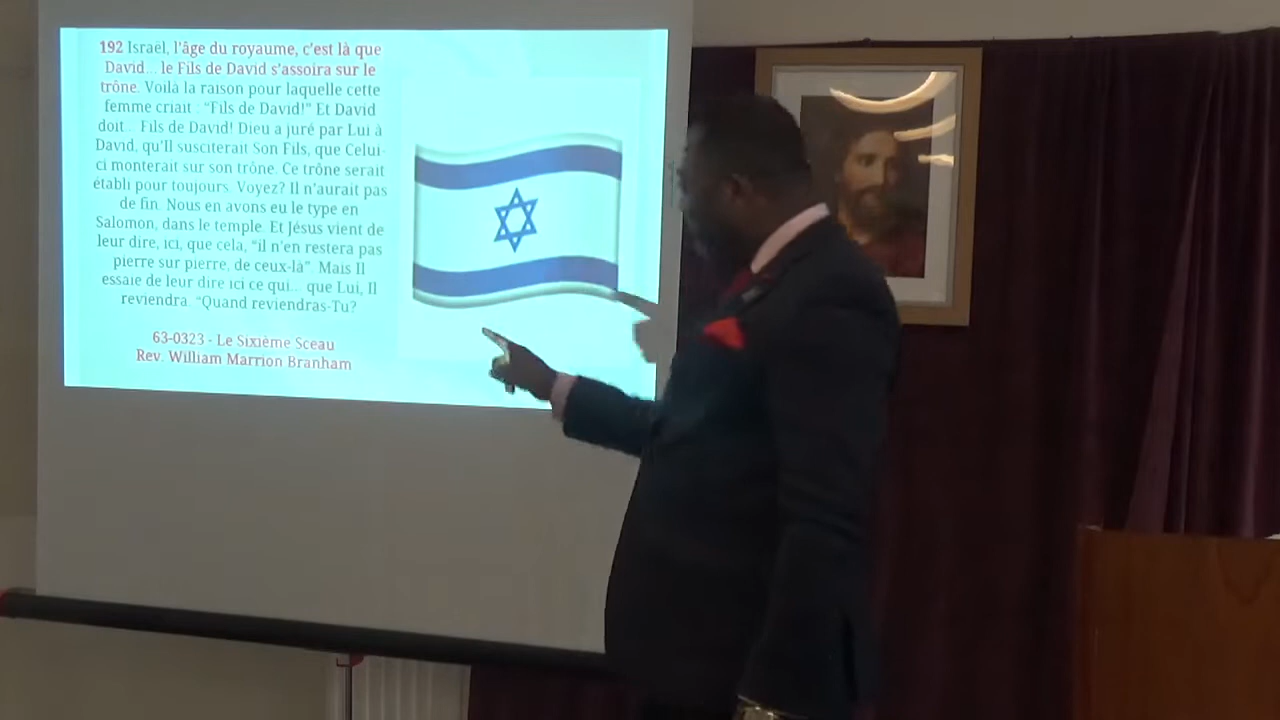 192 Israël, l'âge du royaume, c'est là que
David... le Fils de David s'assoira sur le
trône. Voilà la raison pour laquelle cette
femme criait : "Fils de David!" Et David
doit... Fils de David! Dieu a juré par Lui à
David, qu'Il susciterait Son Fils, que Celui-
ci monterait sur son trône. Ce trône serait
établi pour toujours. Voyez? Il n'aurait pas
de fin. Nous en avons eu le type en
Salomon, dans le temple. Et Jésus vient de
leur dire, ici, que cela, "il n'en restera pas
pierre sur pierre, de ceux-là". Mais Il
essaie de leur dire ici ce qui... que Lui, Il
reviendra. "Quand reviendras-Tu?
63-0323 - Le Sixième Sceau
Rev. William Marrion Branham